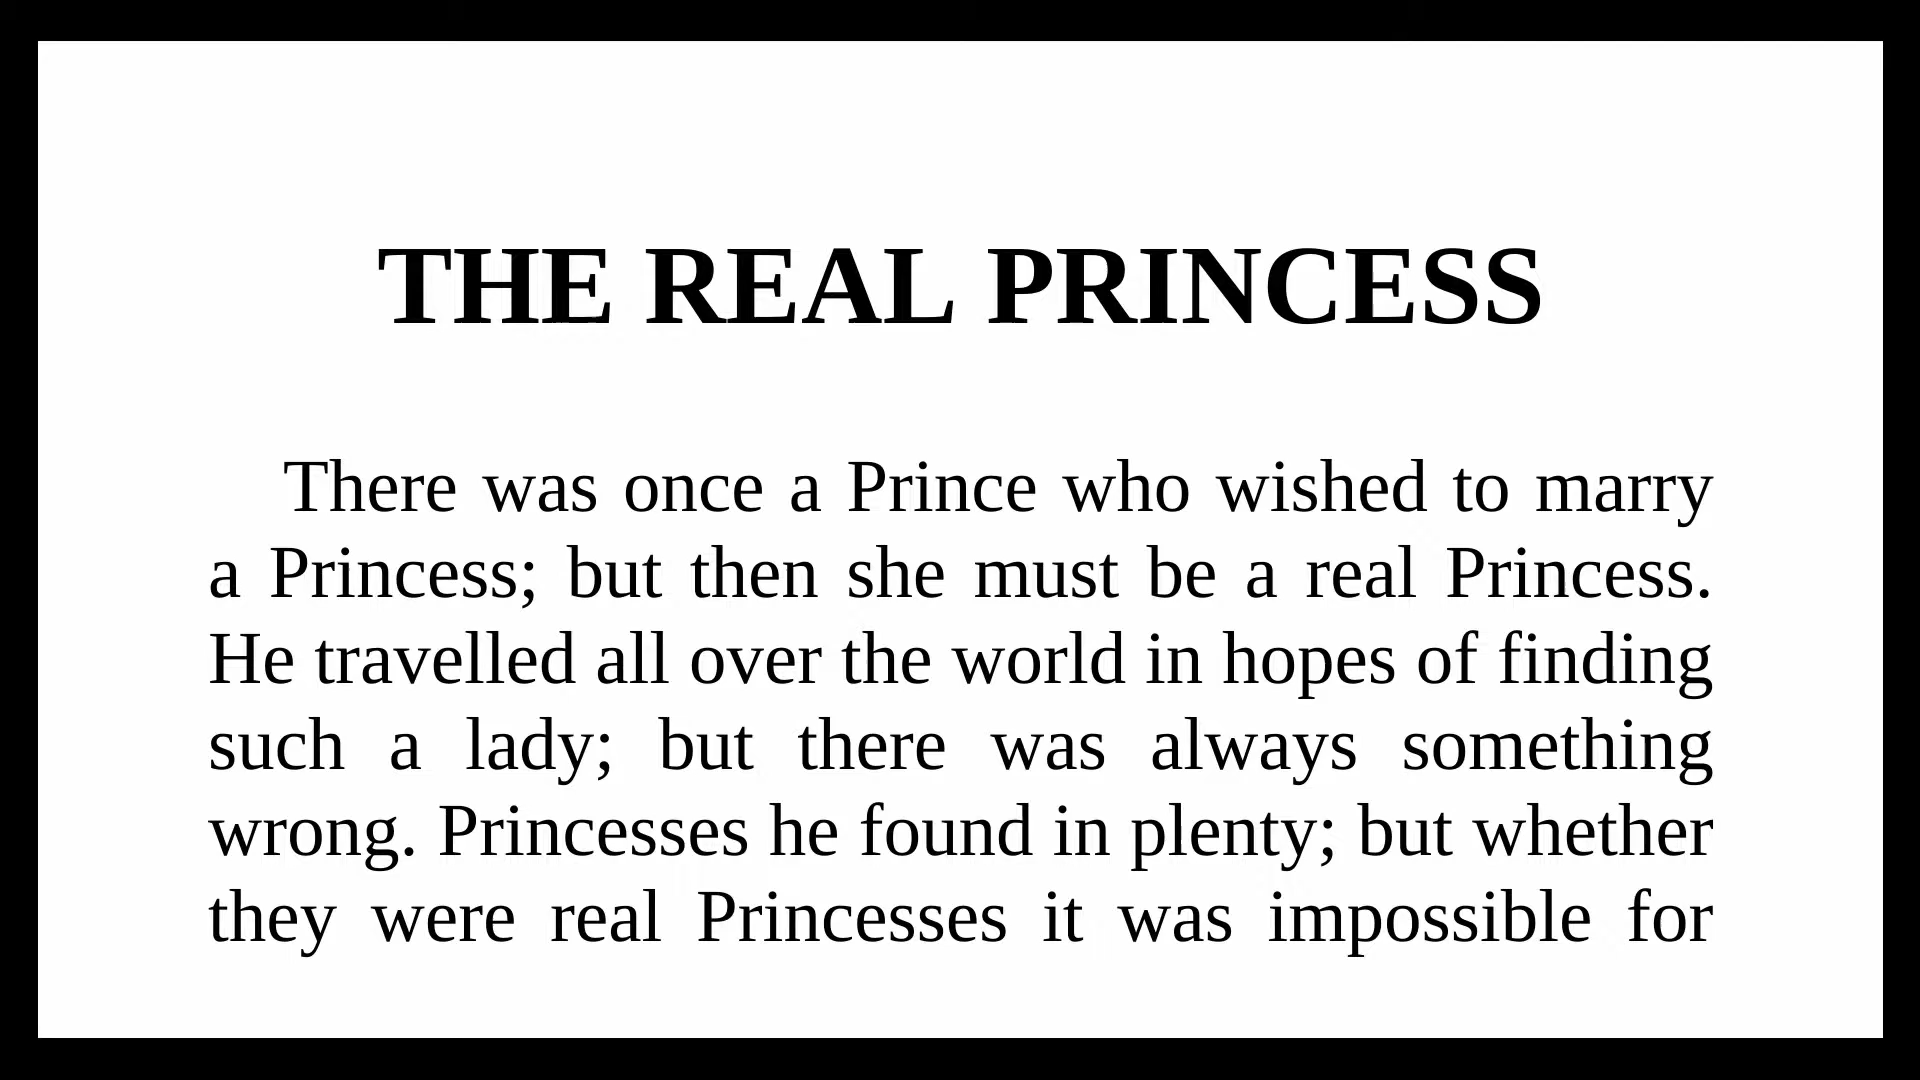 THE REAL PRINCESS
There was once a Prince who wished to marry
a Princess; but then she must be a real Princess.
He travelled all over the world in hopes of finding
such a lady; but there was always something
wrong. Princesses he found in plenty; but whether
they were real Princesses it was impossible for